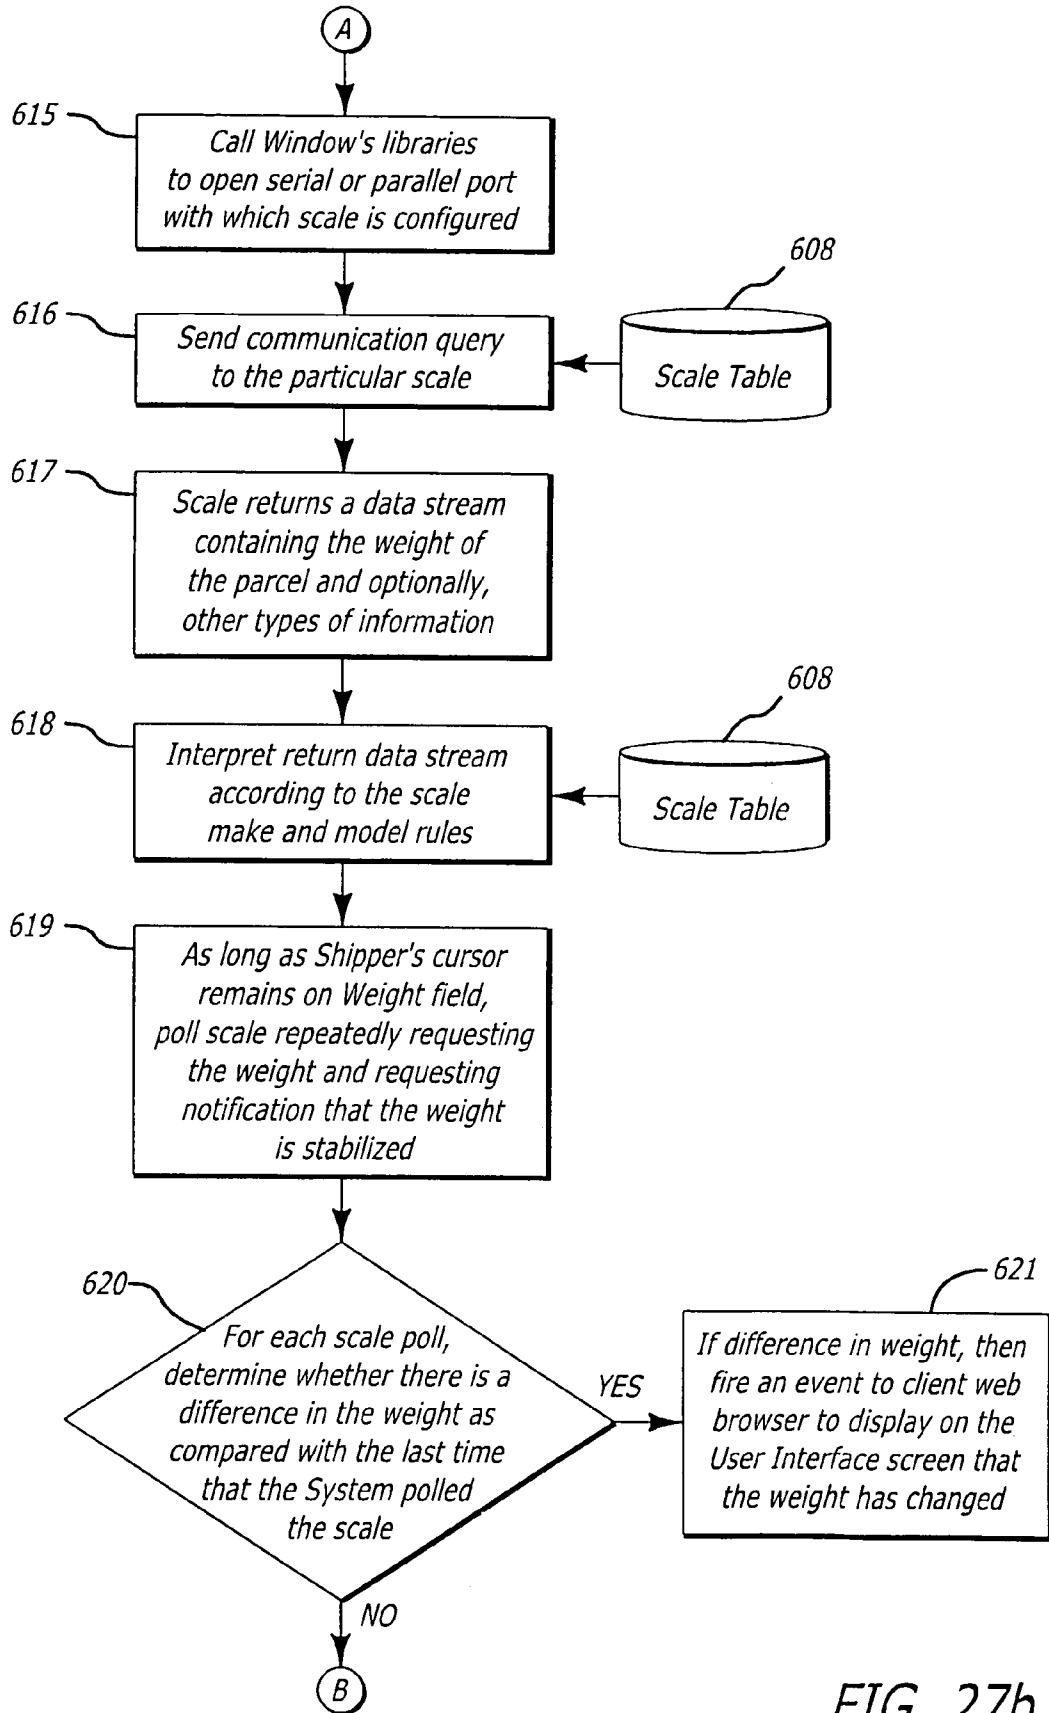 A
615
Call Window's libraries
to open serial or parallel port
with which scale is configured
608
616
Send communication query
to the particular scale
Scale Table
617
Scale returns a data stream
containing the weight of
the parcel and optionally,
other types of information
608
618
Interpret return data stream
according to the scale
make and model rules
Scale Table
619
As long as Shipper's cursor
remains on Weight field,
poll scale repeatedly requesting
the weight and requesting
notification that the weight
is stabilized
620
For each scale poll,
determine whether there is a
difference in the weight as
compared with the last time
that the System polled
the scale
YES
621
If difference in weight, then
fire an event to client web
browser to display on the
User Interface screen that
the weight has changed
NO
B
FIG. 27b